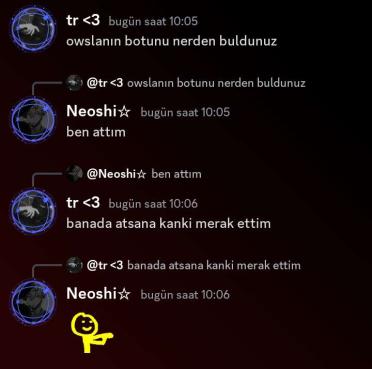 tr <3 bugün saat 10:05
owslanın botunu nerden buldunuz
@tr <3 owslanın botunu nerden buldunuz
Neoshi☆ bugün saat 10:05
ben attım
@Neoshi☆ ben attım
tr <3 bugün saat 10:06
banada atsana kanki merak ettim
@tr <3 banada atsana kanki merak ettim
Neoshi☆ bugün saat 10:06